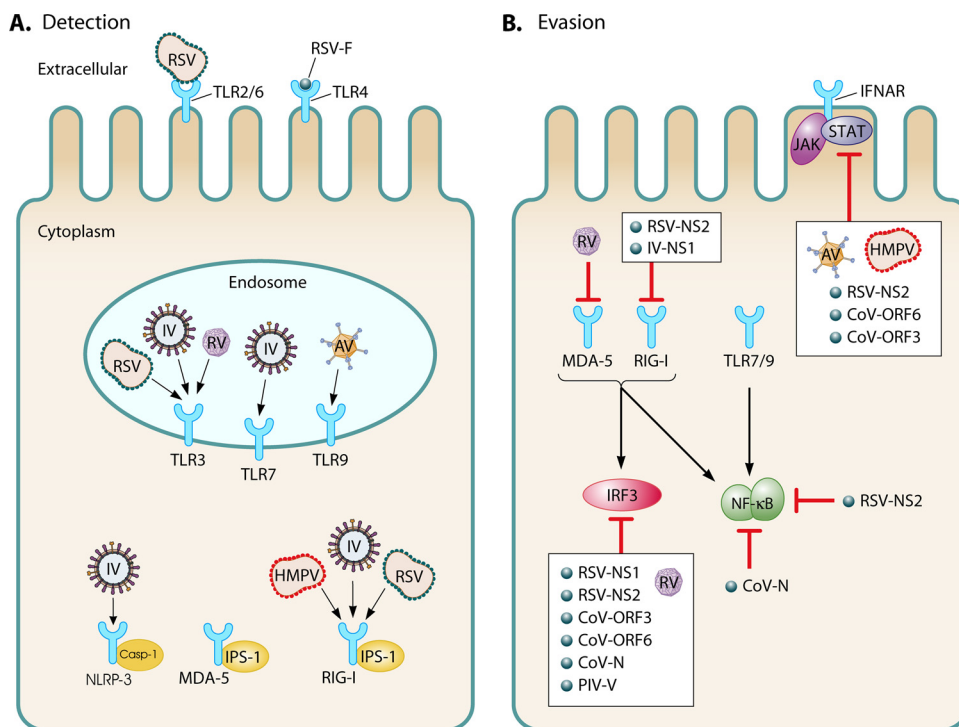 A. Detection
Extracellular
RSV
RSV-F
TLR2/6
TLR4
Cytoplasm
Endosome
IV
RV
IV
AV
RSV
TLR3
TLR7
TLR9
IV
IV
HMPV
RSV
Casp-1
IPS-1
IPS-1
NLRP-3
MDA-5
RIG-I
B. Evasion
IFNAR
JAK
STAT
RV
RSV-NS2
IV-NS1
AV
HMPV
RSV-NS2
CoV-ORF6
CoV-ORF3
MDA-5
RIG-I
TLR7/9
IRF3
NF-κB
RSV-NS2
CoV-N
RSV-NS1
RV
RSV-NS2
CoV-ORF3
CoV-ORF6
CoV-N
PIV-V